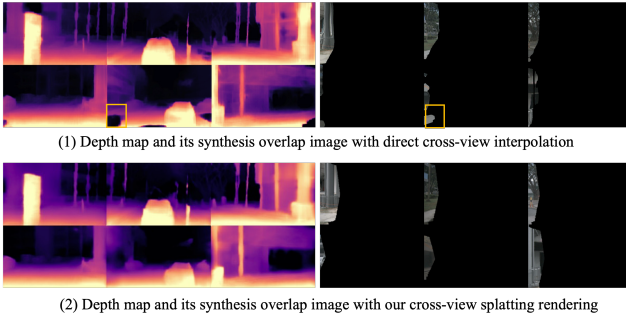 (1) Depth map and its synthesis overlap image with direct cross-view interpolation
(2) Depth map and its synthesis overlap image with our cross-view splatting rendering